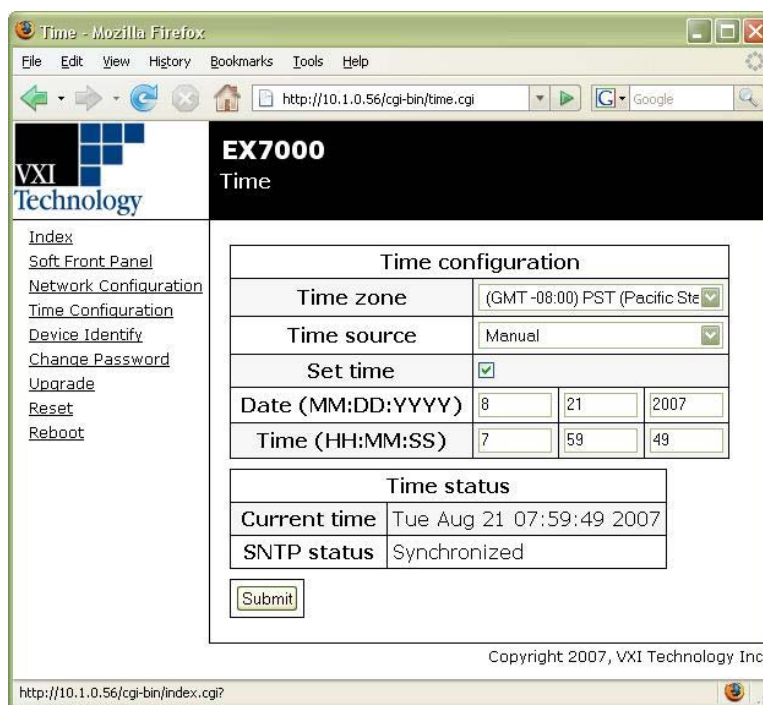 Time - Mozilla Firefox
File Edit View History Bookmarks Tools Help
http://10.1.0.56/cgi-bin/time.cgi G Google
VXI
Technology
EX7000
Time
Index
Soft Front Panel
Network Configuration
Time Configuration
Device Identify
Change Password
Upgrade
Reset
Reboot
Time configuration
Time zone (GMT -08:00) PST (Pacific Sta
Time source Manual
Set time
Date (MM:DD:YYYY) 8 21 2007
Time (HH:MM:SS) 7 59 49
Time status
Current time Tue Aug 21 07:59:49 2007
SNTP status Synchronized
Submit
Copyright 2007, VXI Technology Inc
http://10.1.0.56/cgi-bin/index.cgi?